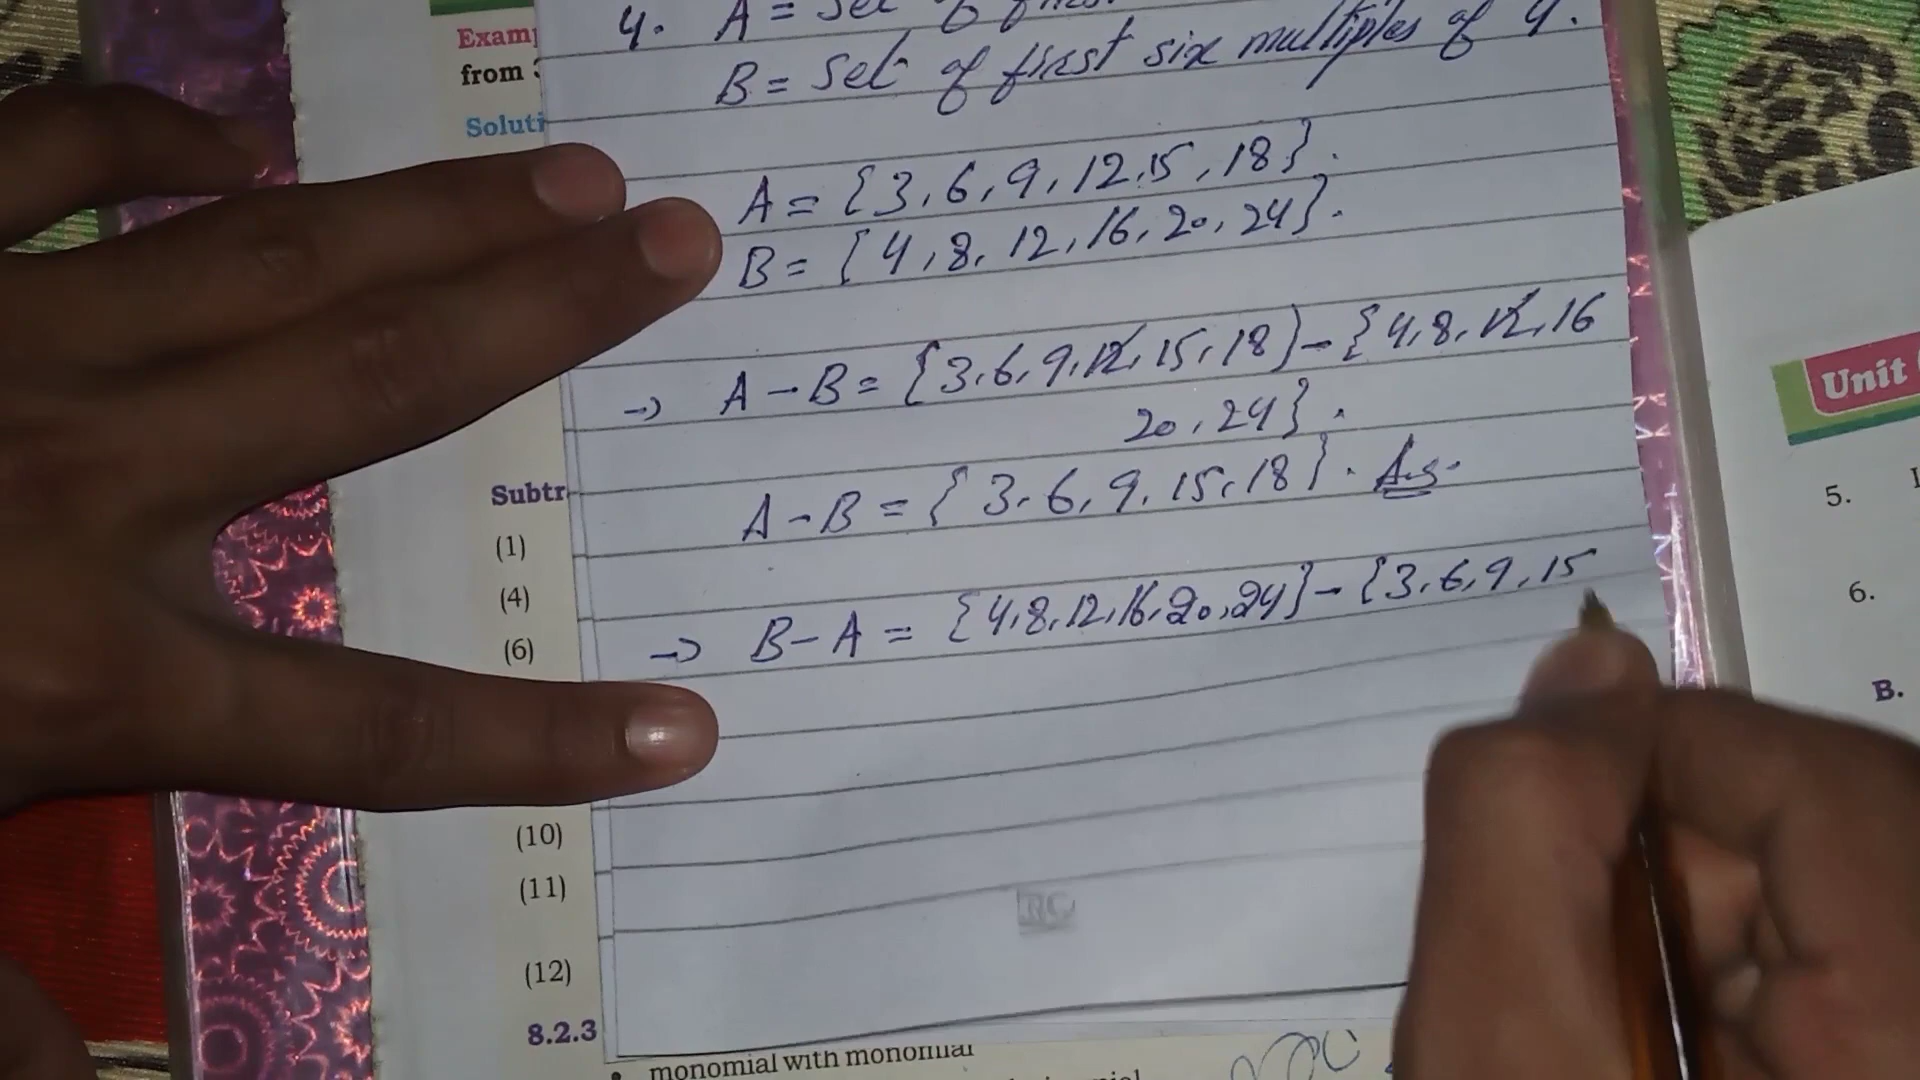 4. A = Set of
B = Set of first six multiples of 4.
A = {3, 6, 9, 12, 15, 18}.
B = {4, 8, 12, 16, 20, 24}.
→ A - B = {3, 6, 9, 12, 15, 18} - {4, 8, 12, 16
20, 24}.
A - B = {3, 6, 9, 15, 18}. Ans.
→ B - A = {4, 8, 12, 16, 20, 24} - {3, 6, 9, 15
Exam
from
Soluti
Subtr
(1)
(4)
(6)
(10)
(11)
(12)
8.2.3
monomial with monomial
Unit
5.
6.
B.